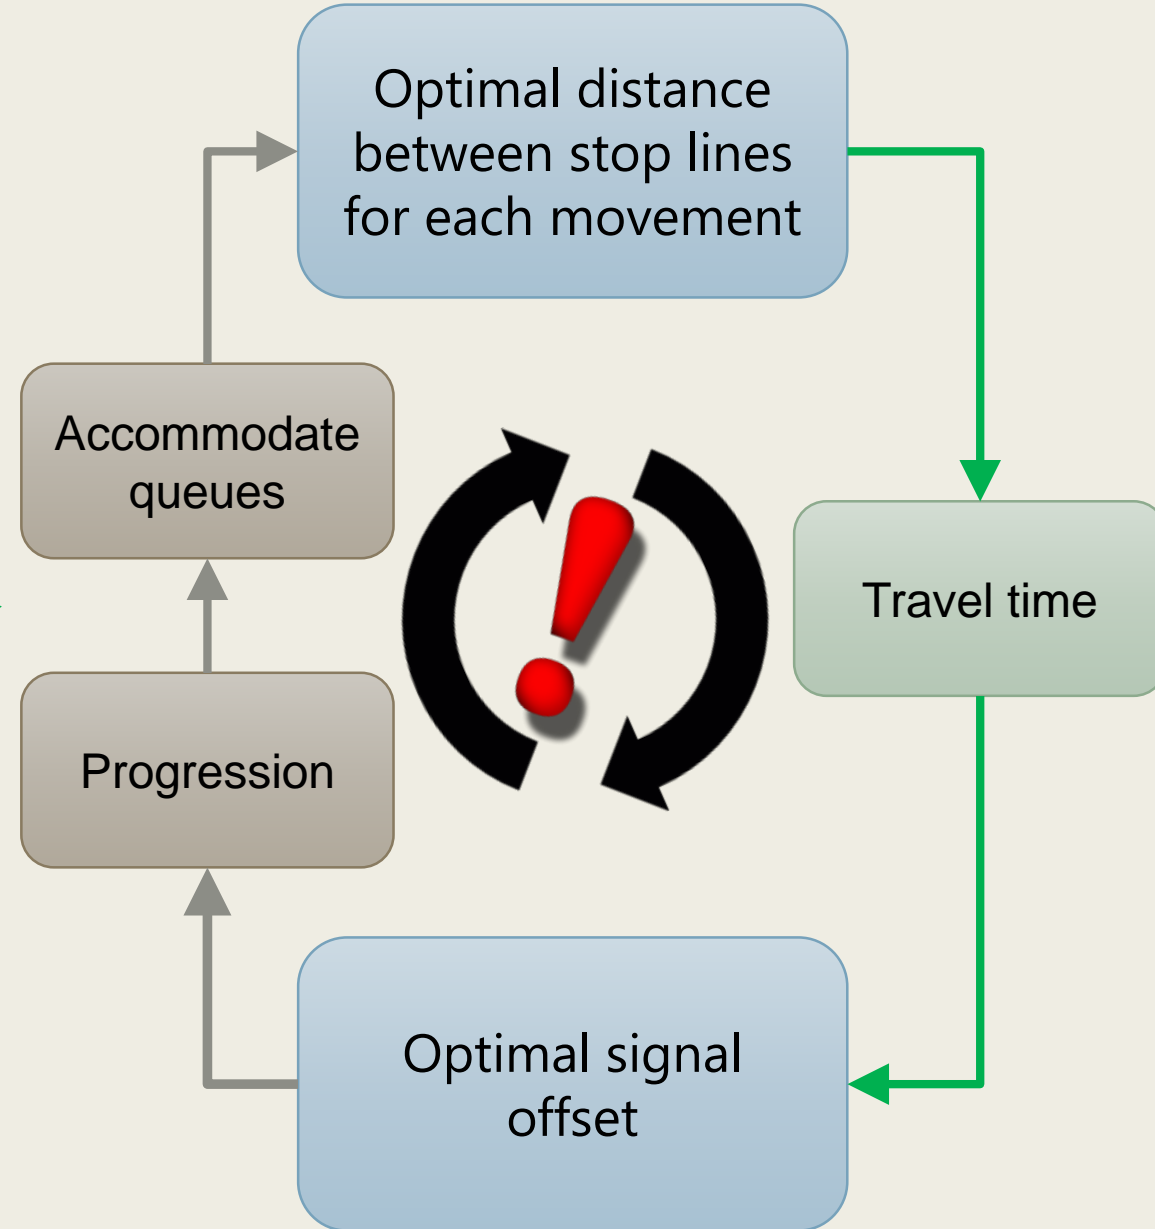 Optimal distance
between stop lines
for each movement
Accommodate
queues
Travel time
Progression
Optimal signal
offset